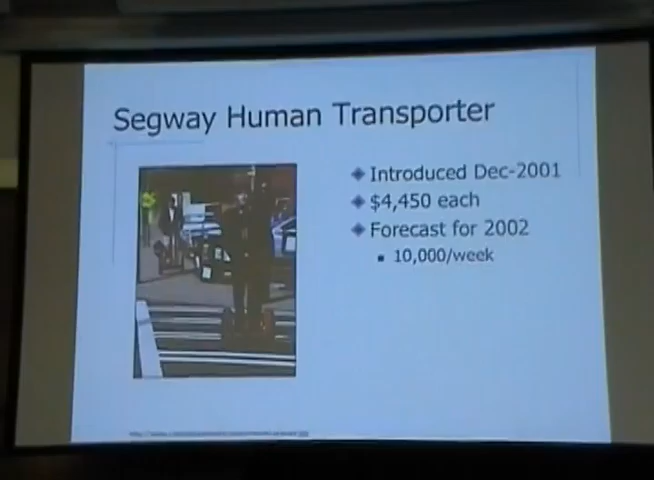 Segway Human Transporter
Introduced Dec-2001
$4,450 each
Forecast for 2002
10,000/week